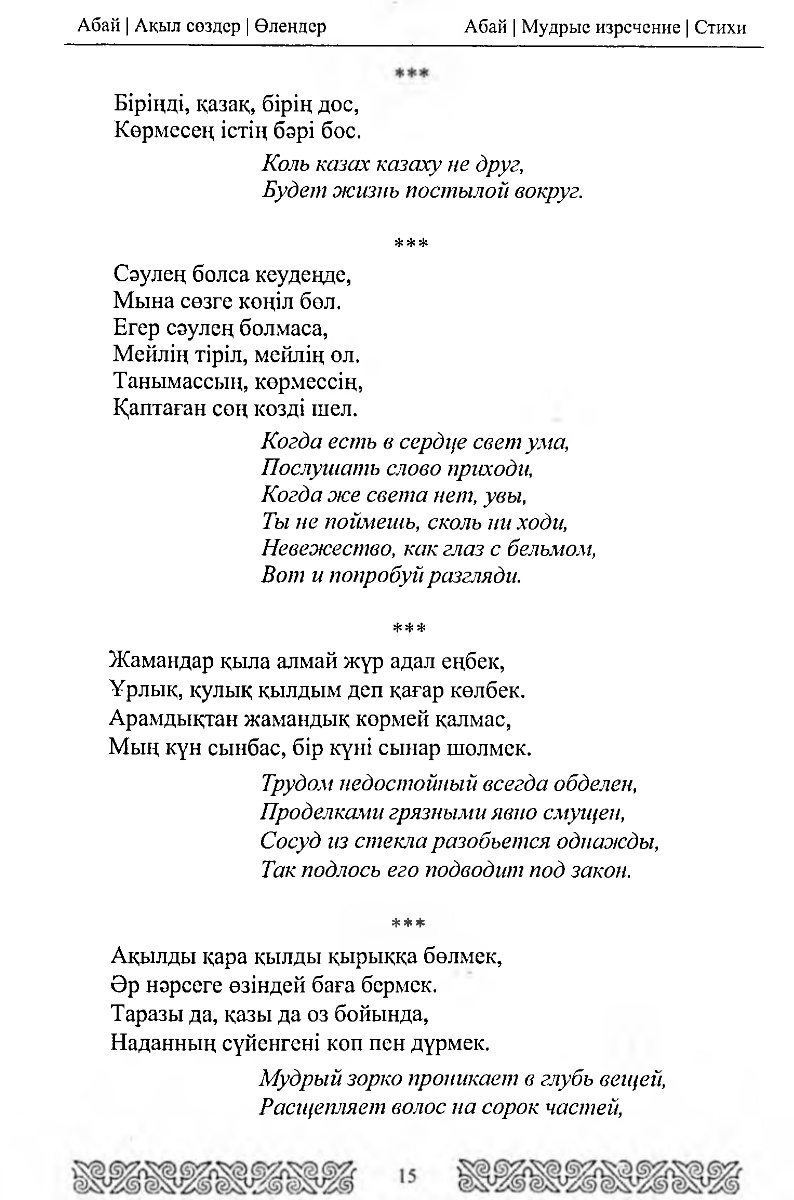 Абай | Ақыл сөздер | Өлеңдер Абай | Мудрые изречение | Стихи
***
Біріңді, қазақ, бірің дос,
Көрмесең істің бәрі бос.
Коль казах казаху не друг,
Будет жизнь постылой вокруг.
***
Сәулең болса кеудеңде,
Мына сөзге көңіл бөл.
Егер сәулең болмаса,
Мейлің тіріл, мейлің өл.
Танымассың, көрмессің,
Қаптаған соң көзді шел.
Когда есть в сердце свет ума,
Послушать слово приходи,
Когда же света нет, увы,
Ты не поймешь, сколь ни ходи,
Невежество, как глаз с бельмом,
Вот и попробуй разгляди.
***
Жамандар қыла алмай жүр адал еңбек,
Ұрлық, қулық қылдым деп қағар көлбек.
Арамдықтан жамандық көрмей қалмас,
Мың күн сынбас, бір күні сынар шөлмек.
Трудом недостойный всегда обделен,
Проделками грязными явно смущен,
Сосуд из стекла разобьется однажды,
Так подлось его подводит под закон.
***
Ақылды қара қылды қырыққа бөлмек,
Әр нәрсеге өзіндей баға бермек.
Таразы да, қазы да өз бойында,
Наданның сүйенгені көп пен дүрмек.
Мудрый зорко проникает в глубь вещей,
Расщепляет волос на сорок частей,
15